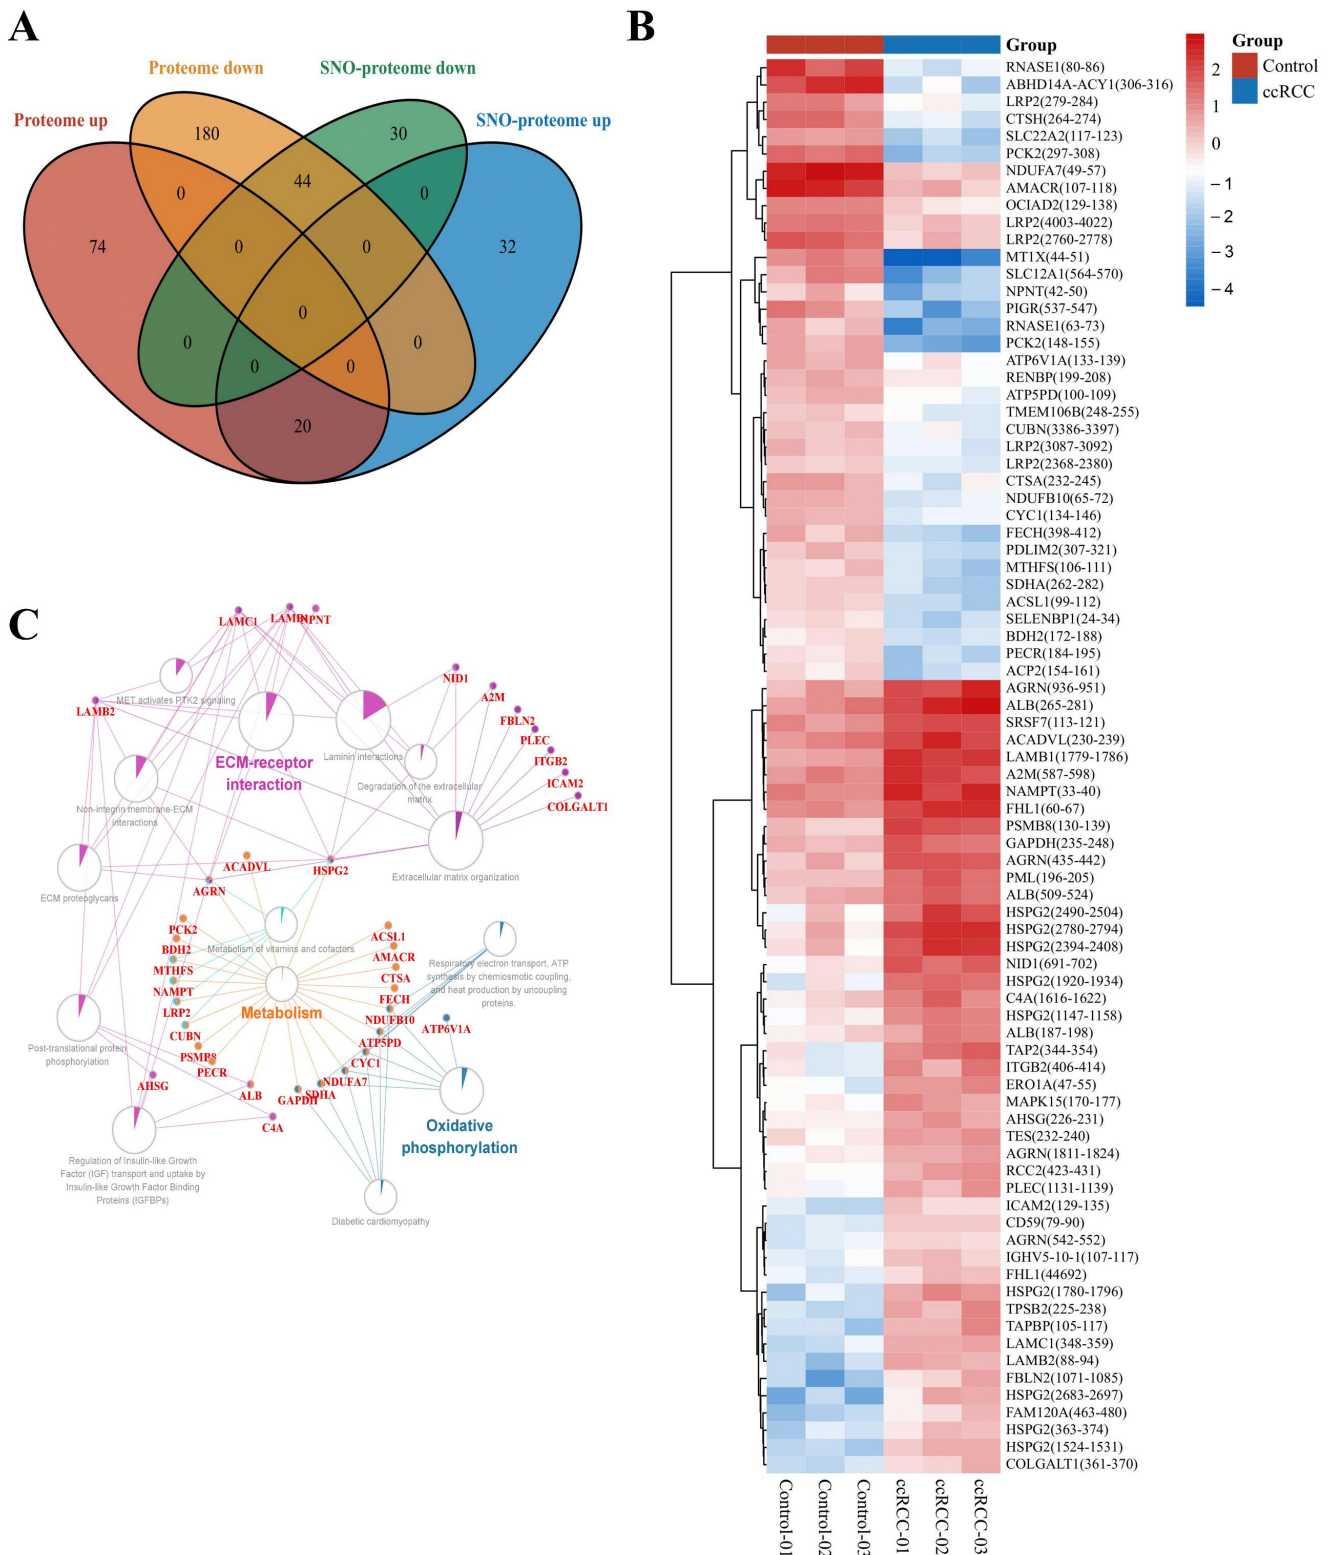 A
Proteome down
SNO-proteome down
Proteome up
SNO-proteome up
180
30
0
44
0
74
0
0
32
0
0
0
0
0
20
B
Group
RNASE1(80-86)
ABHD14A-ACY1(306-316)
LRP2(279-284)
CTSH(264-274)
SLC22A2(117-123)
PCK2(297-308)
NDUFA7(49-57)
AMACR(107-118)
OCIAD2(129-138)
LRP2(4003-4022)
LRP2(2760-2778)
MT1X(44-51)
SLC12A1(564-570)
NPNT(42-50)
PIGR(537-547)
RNASE1(63-73)
PCK2(148-155)
ATP6V1A(133-139)
RENBP(199-208)
ATP5PD(100-109)
TMEM106B(248-255)
CUBN(3386-3397)
LRP2(3087-3092)
LRP2(2368-2380)
CTSA(232-245)
NDUFB10(65-72)
CYC1(134-146)
FECH(398-412)
PDLIM2(307-321)
MTHFS(106-111)
SDHA(262-282)
ACSL1(99-112)
SELENBP1(24-34)
BDH2(172-188)
PECR(184-195)
ACP2(154-161)
AGRN(936-951)
ALB(265-281)
SRSF7(113-121)
ACADVL(230-239)
LAMB1(1779-1786)
A2M(587-598)
NAMPT(33-40)
FHL1(60-67)
PSMB8(130-139)
GAPDH(235-248)
AGRN(435-442)
PML(196-205)
ALB(509-524)
HSPG2(2490-2504)
HSPG2(2780-2794)
HSPG2(2394-2408)
NID1(691-702)
HSPG2(1920-1934)
C4A(1616-1622)
HSPG2(1147-1158)
ALB(187-198)
TAP2(344-354)
ITGB2(406-414)
ERO1A(47-55)
MAPK15(170-177)
AHSG(226-231)
TES(232-240)
AGRN(1811-1824)
RCC2(423-431)
PLEC(1131-1139)
ICAM2(129-135)
CD59(79-90)
AGRN(542-552)
IGHV5-10-1(107-117)
FHL1(44692)
HSPG2(1780-1796)
TPSB2(225-238)
TAPBP(105-117)
LAMC1(348-359)
LAMB2(88-94)
FBLN2(1071-1085)
HSPG2(2683-2697)
FAM120A(463-480)
HSPG2(363-374)
HSPG2(1524-1531)
COLGALT1(361-370)
Control-01
Control-02
Control-03
ccRCC-01
ccRCC-02
ccRCC-03
2
1
0
−1
−2
−3
−4
Group
Control
ccRCC
C
LAMC1
LAMB1
NPNT
MET activates PTK2 signaling
NID1
A2M
LAMB2
FBLN2
PLEC
ITGB2
ICAM2
COLGALT1
ECM-receptor
interaction
Laminin interactions
Degradation of the extracellular
matrix
Non-integrin membrane-ECM
interactions
ACADVL
HSPG2
AGRN
Extracellular matrix organization
ECM proteoglycans
PCK2
BDH2
MTHFS
NAMPT
LRP2
CUBN
PSMB8
PECR
Metabolism of vitamins and cofactors
Metabolism
ACSL1
AMACR
CTSA
FECH
NDUFB10
ATP5PD
CYC1
NDUFA7
SDHA
GAPDH
ATP6V1A
Respiratory electron transport, ATP
synthesis by chemiosmotic coupling,
and heat production by uncoupling
proteins.
Post-translational protein
phosphorylation
AHSG
ALB
C4A
Oxidative
phosphorylation
Regulation of Insulin-like Growth
Factor (IGF) transport and uptake by
Insulin-like Growth Factor Binding
Proteins (IGFBPs)
Diabetic cardiomyopathy